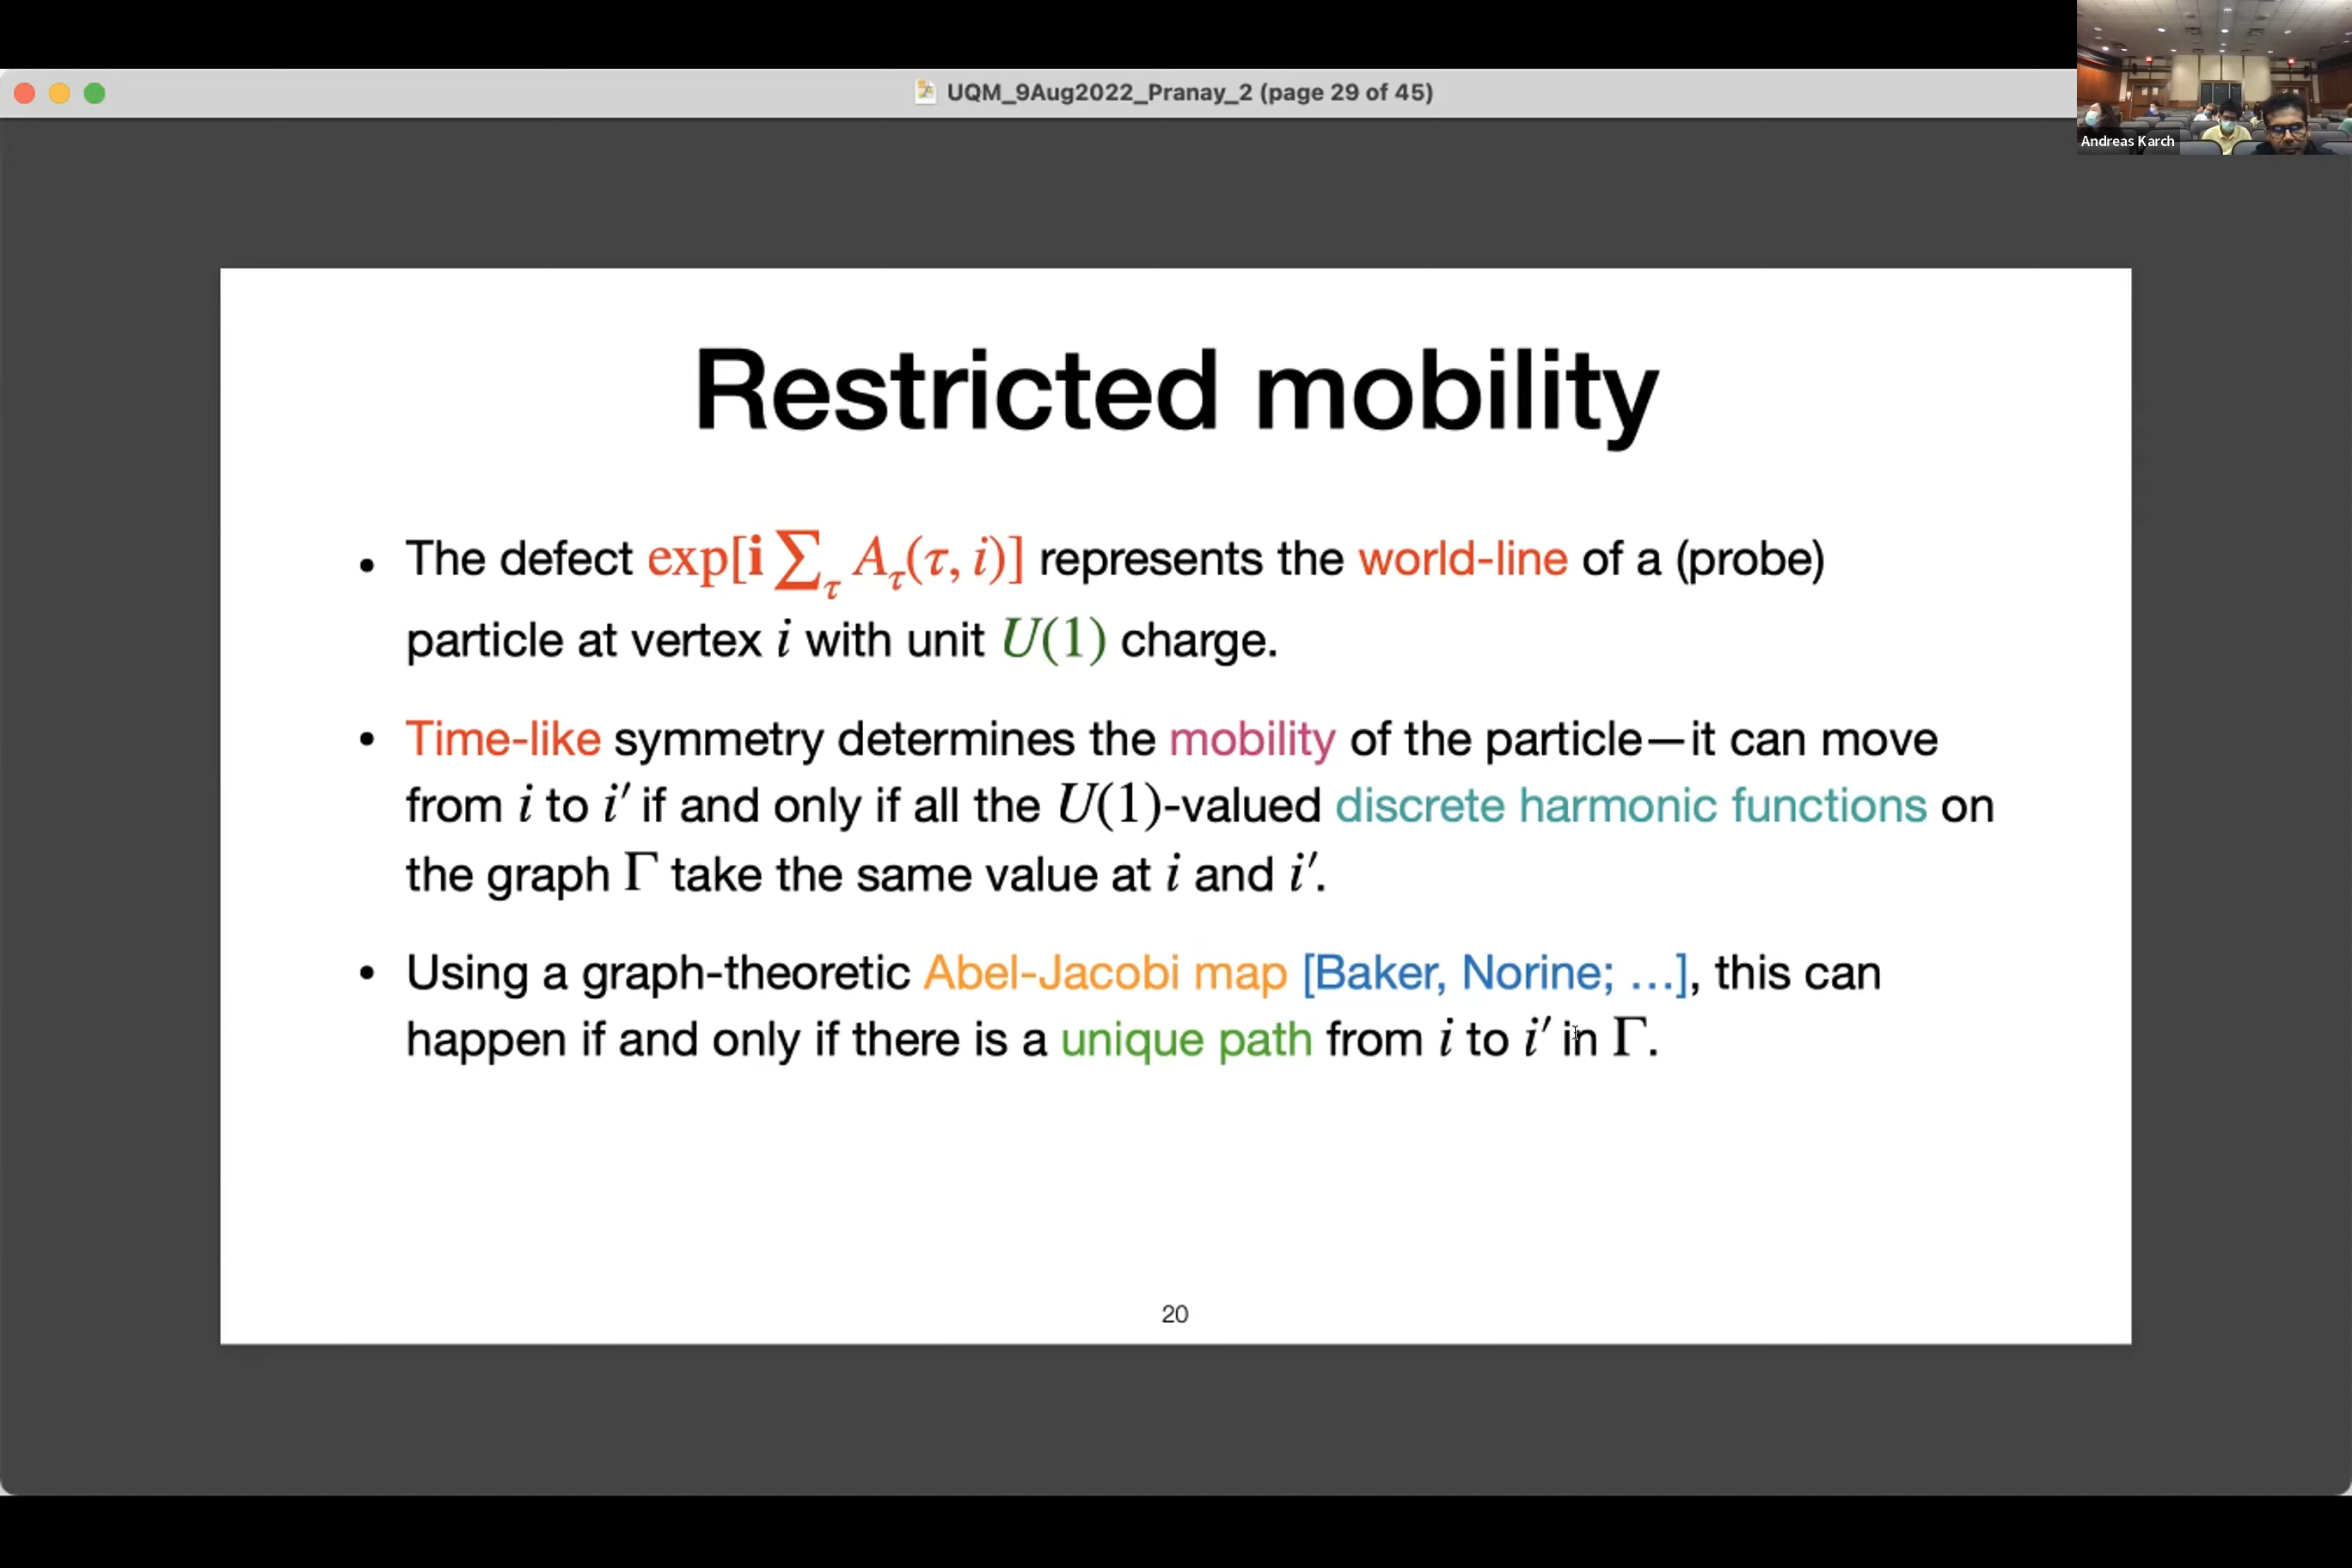 UQM_9Aug2022_Pranay_2 (page 29 of 45)
Andreas Karch
Restricted mobility
• The defect exp[i ∑_τ A_τ(τ, i)] represents the world-line of a (probe)
particle at vertex i with unit U(1) charge.
• Time-like symmetry determines the mobility of the particle—it can move
from i to i′ if and only if all the U(1)-valued discrete harmonic functions on
the graph Γ take the same value at i and i′.
• Using a graph-theoretic Abel-Jacobi map [Baker, Norine; …], this can
happen if and only if there is a unique path from i to i′ in Γ.
20